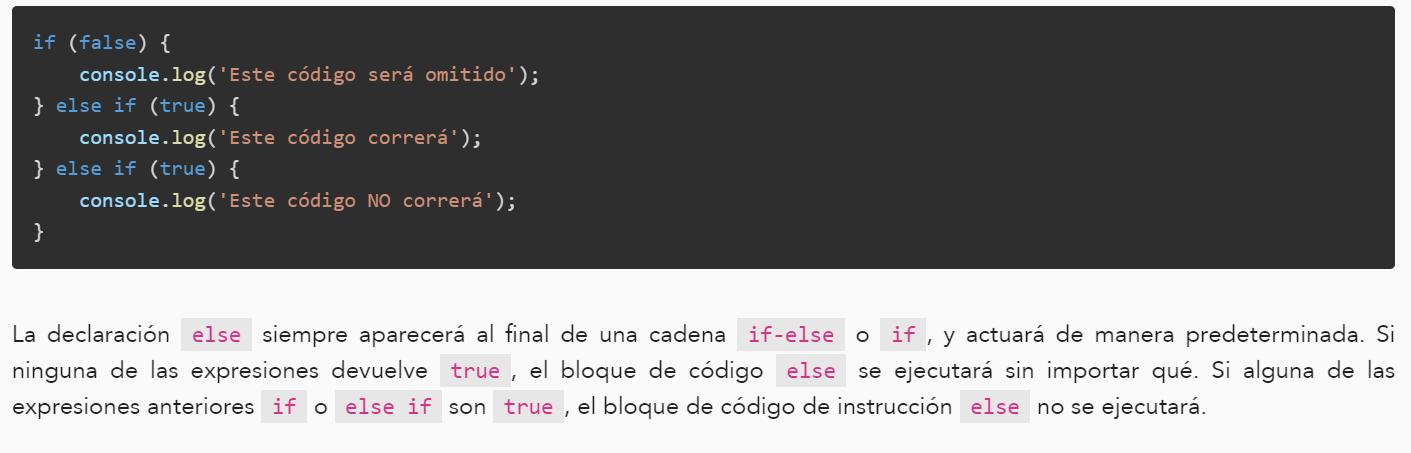 if (false) {
    console.log('Este código será omitido');
} else if (true) {
    console.log('Este código correrá');
} else if (true) {
    console.log('Este código NO correrá');
}
La declaración else siempre aparecerá al final de una cadena if-else o if, y actuará de manera predeterminada. Si
ninguna de las expresiones devuelve true, el bloque de código else se ejecutará sin importar qué. Si alguna de las
expresiones anteriores if o else if son true, el bloque de código de instrucción else no se ejecutará.